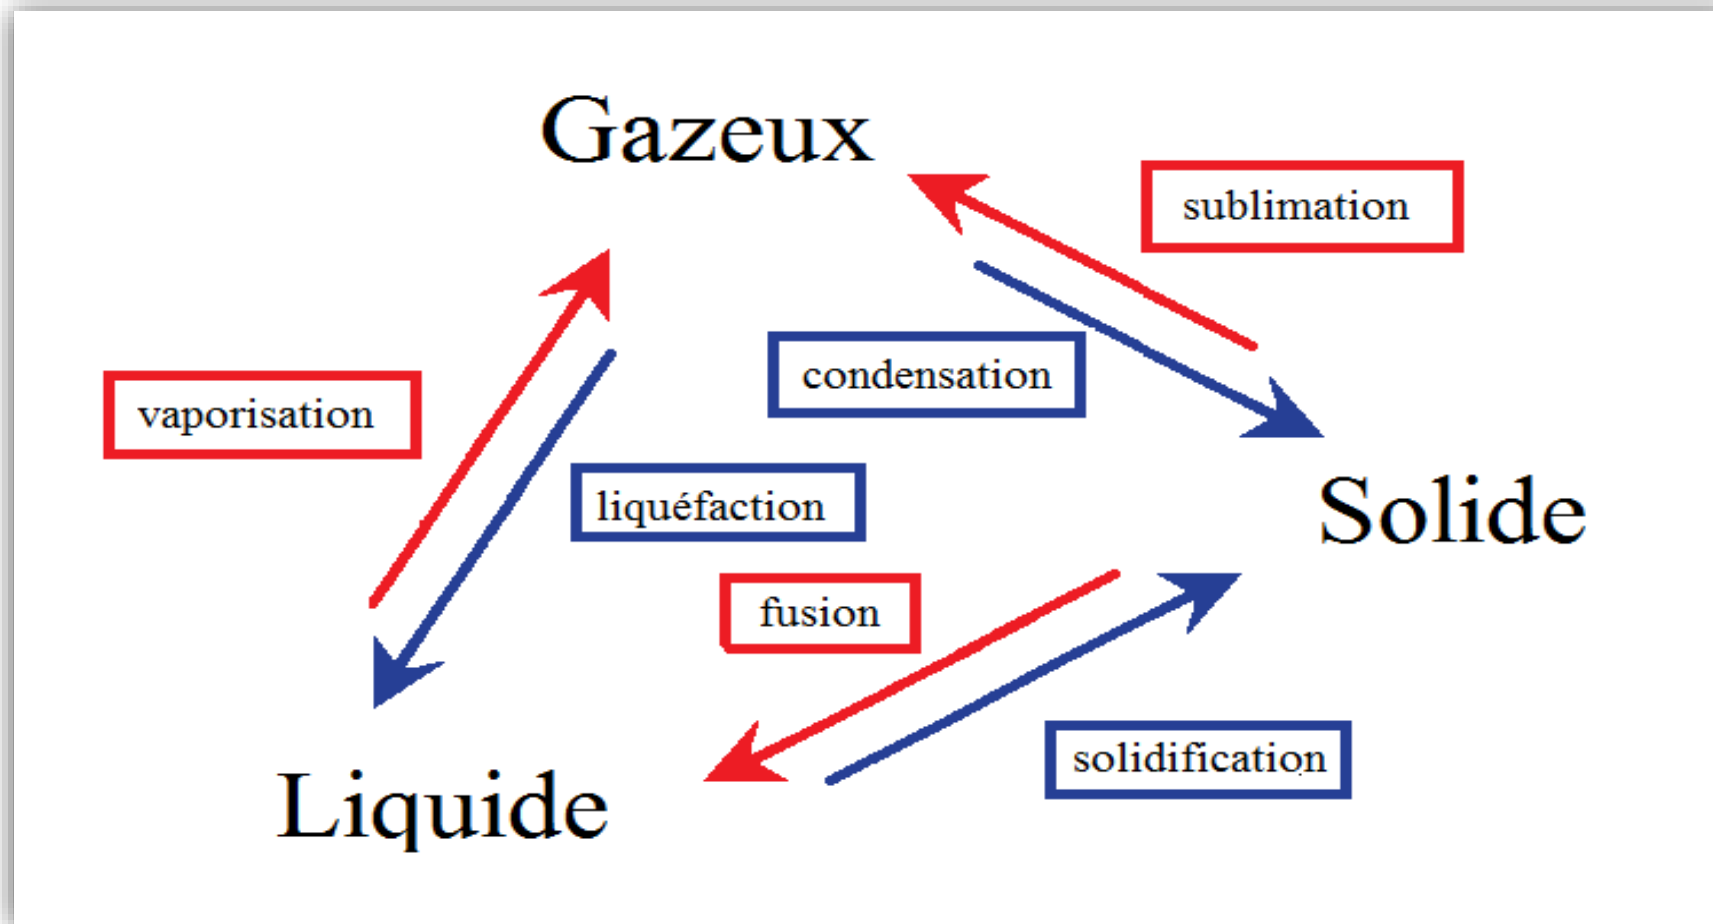 Gazeux
sublimation
condensation
vaporisation
liquéfaction
Solide
fusion
solidification
Liquide